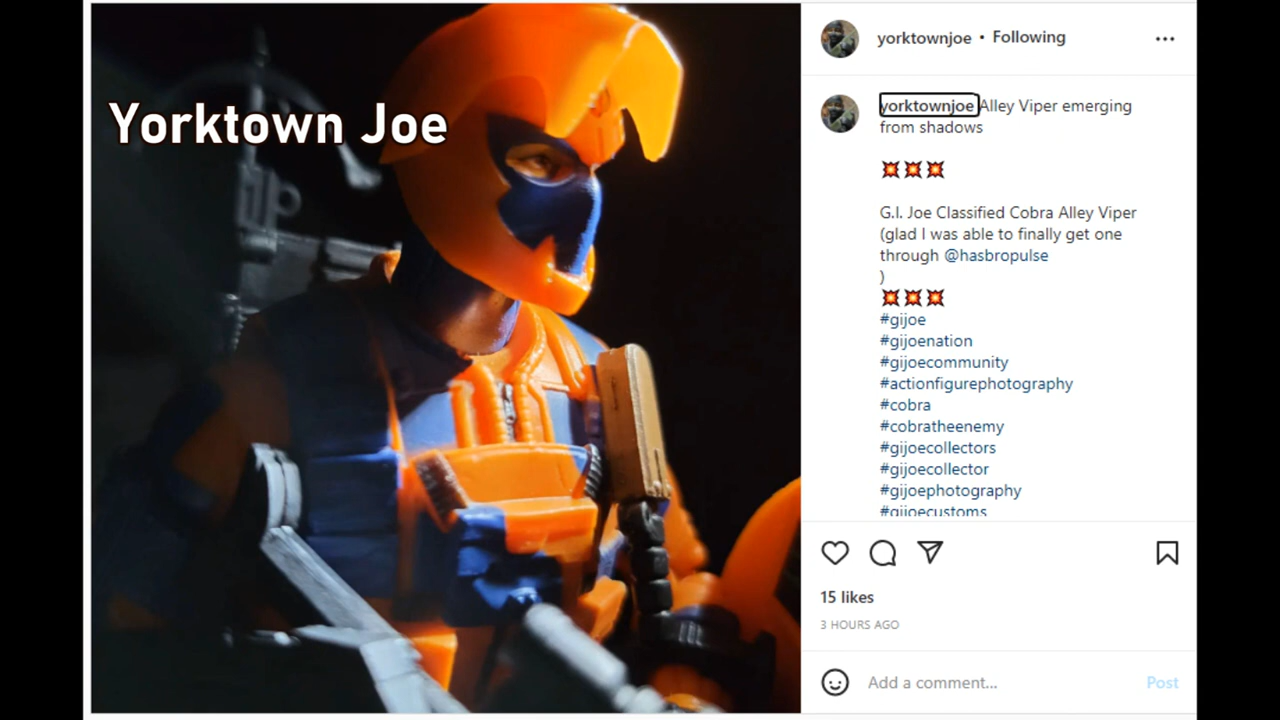 Yorktown Joe
yorktownjoe • Following
yorktownjoe Alley Viper emerging
from shadows
💥💥💥
G.I. Joe Classified Cobra Alley Viper
(glad I was able to finally get one
through @hasbropulse
)
💥💥💥
#gijoe
#gijoenation
#gijoecommunity
#actionfigurephotography
#cobra
#cobratheenemy
#gijoecollectors
#gijoecollector
#gijoephotography
#gijoecustoms
15 likes
3 HOURS AGO
Add a comment...
Post